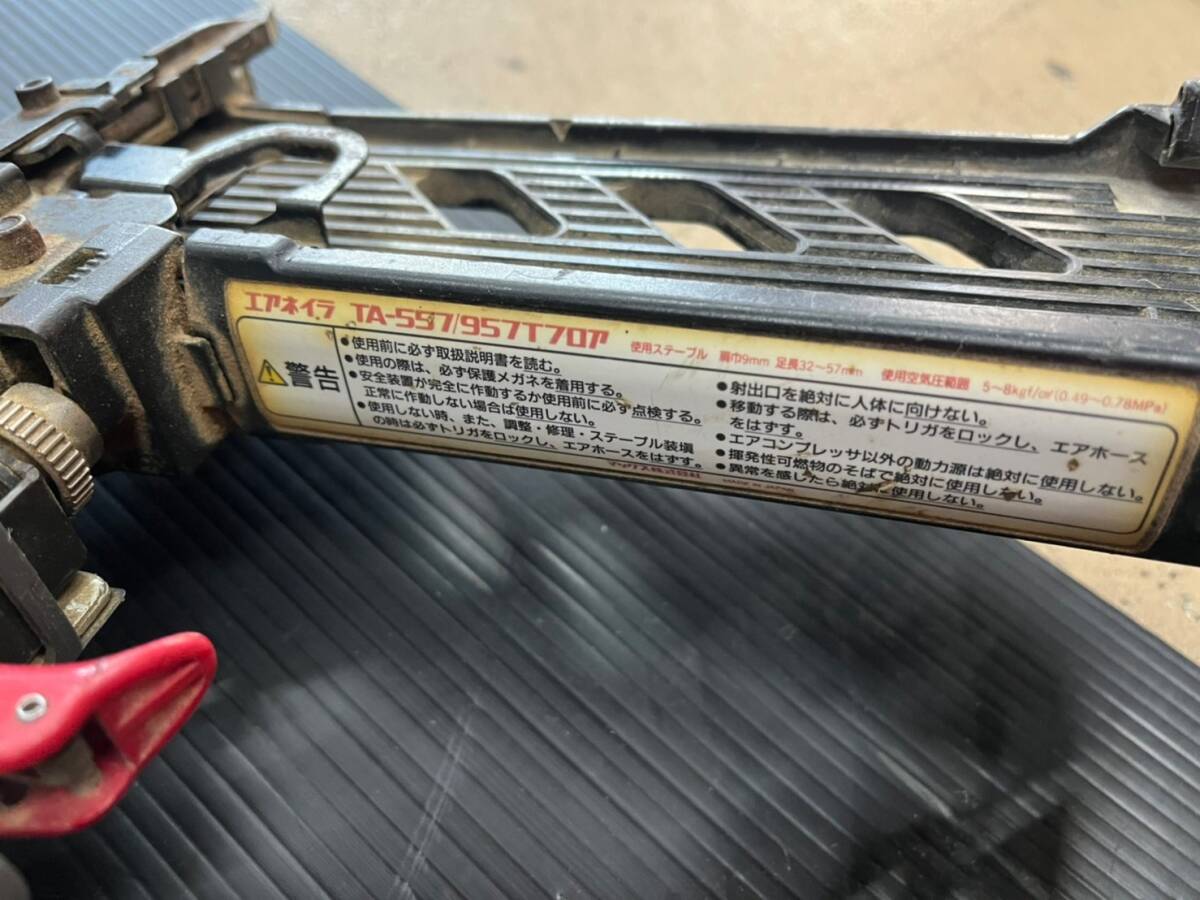 エアネイラ TA-557/957Tフロア 使用ステープル 肩巾9mm 足長32～57mm 使用空気圧範囲 5～8kgf/c㎡(0.49～0.78MPa)
警告
●使用前に必ず取扱説明書を読む。
●使用の際は、必ず保護メガネを着用する。
●安全装置が完全に作動するか使用前に必ず点検する。
正常に作動しない場合は使用しない。
●使用しない時、また、調整・修理・ステープル装填
の時は必ずトリガをロックし、エアホースをはずす。
●射出口を絶対に人体に向けない。
●移動する際は、必ずトリガをロックし、エアホース
をはずす。
●エアコンプレッサ以外の動力源は絶対に使用しない。
●揮発性可燃物のそばで絶対に使用しない。
●異常を感じたら絶対に使用しない。
マックス株式会社 MADE IN JAPAN